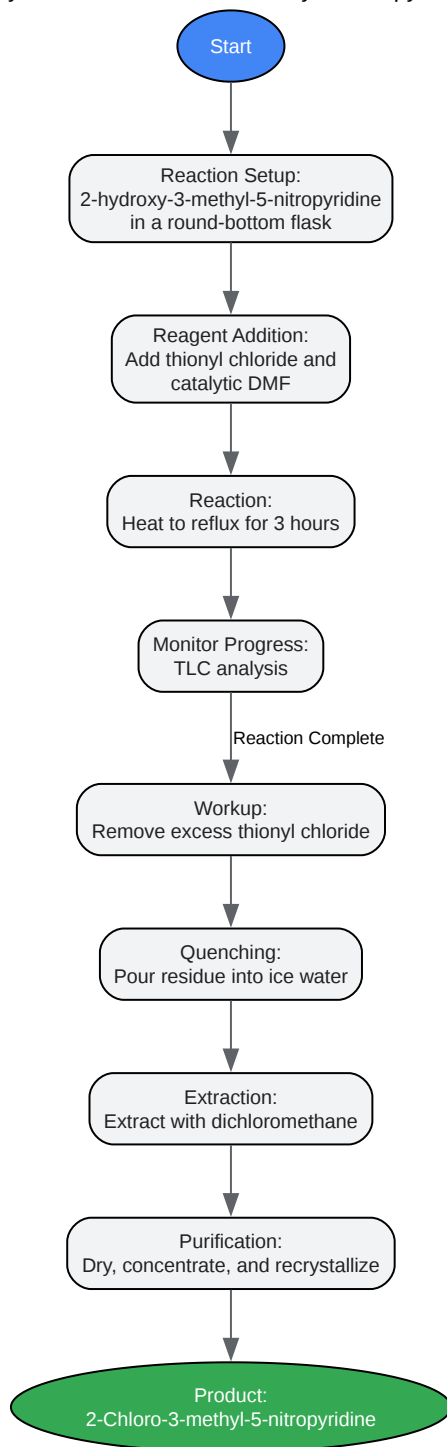 Start
Reaction Setup:
2-hydroxy-3-methyl-5-nitropyridine
in a round-bottom flask
Reagent Addition:
Add thionyl chloride and
catalytic DMF
Reaction:
Heat to reflux for 3 hours
Monitor Progress:
TLC analysis
Reaction Complete
Workup:
Remove excess thionyl chloride
Quenching:
Pour residue into ice water
Extraction:
Extract with dichloromethane
Purification:
Dry, concentrate, and recrystallize
Product:
2-Chloro-3-methyl-5-nitropyridine